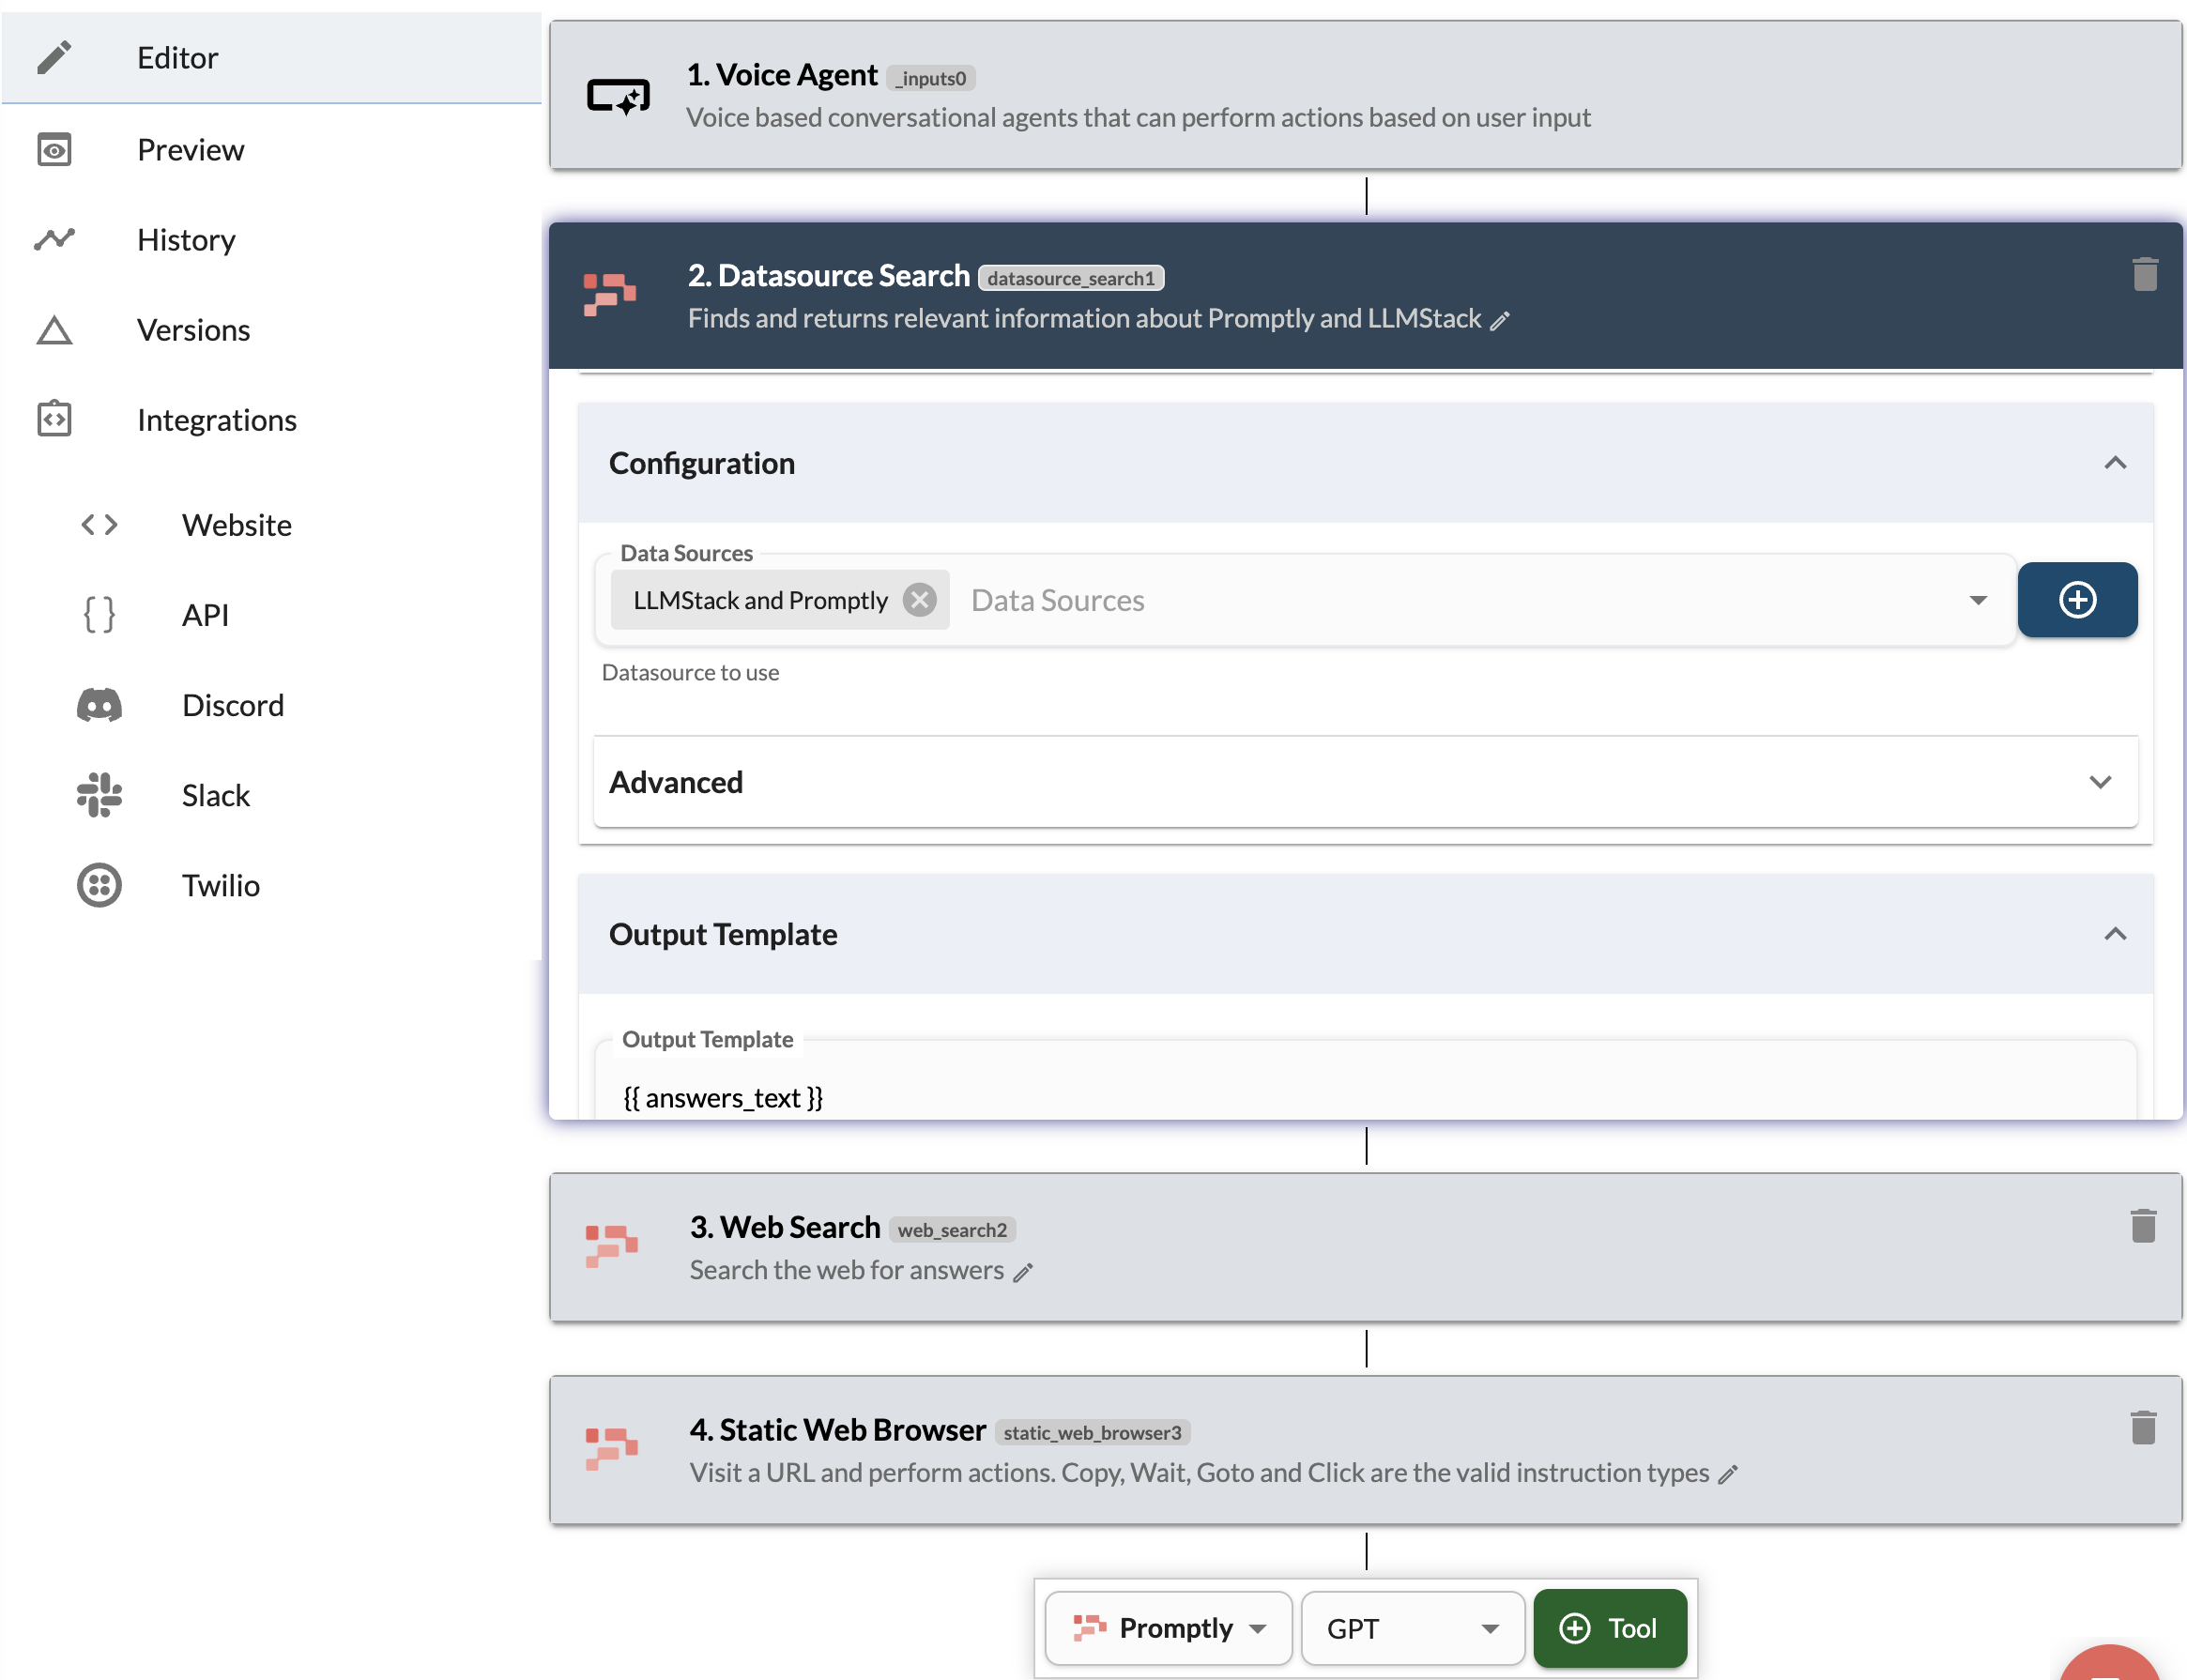 Editor
Preview
History
Versions
Integrations
Website
API
Discord
Slack
Twilio
1. Voice Agent _inputs0
Voice based conversational agents that can perform actions based on user input
2. Datasource Search datasource_search1
Finds and returns relevant information about Promptly and LLMStack
Configuration
Data Sources
LLMStack and Promptly Data Sources
Datasource to use
Advanced
Output Template
Output Template
{{ answers_text }}
3. Web Search web_search2
Search the web for answers
4. Static Web Browser static_web_browser3
Visit a URL and perform actions. Copy, Wait, Goto and Click are the valid instruction types
Promptly GPT Tool